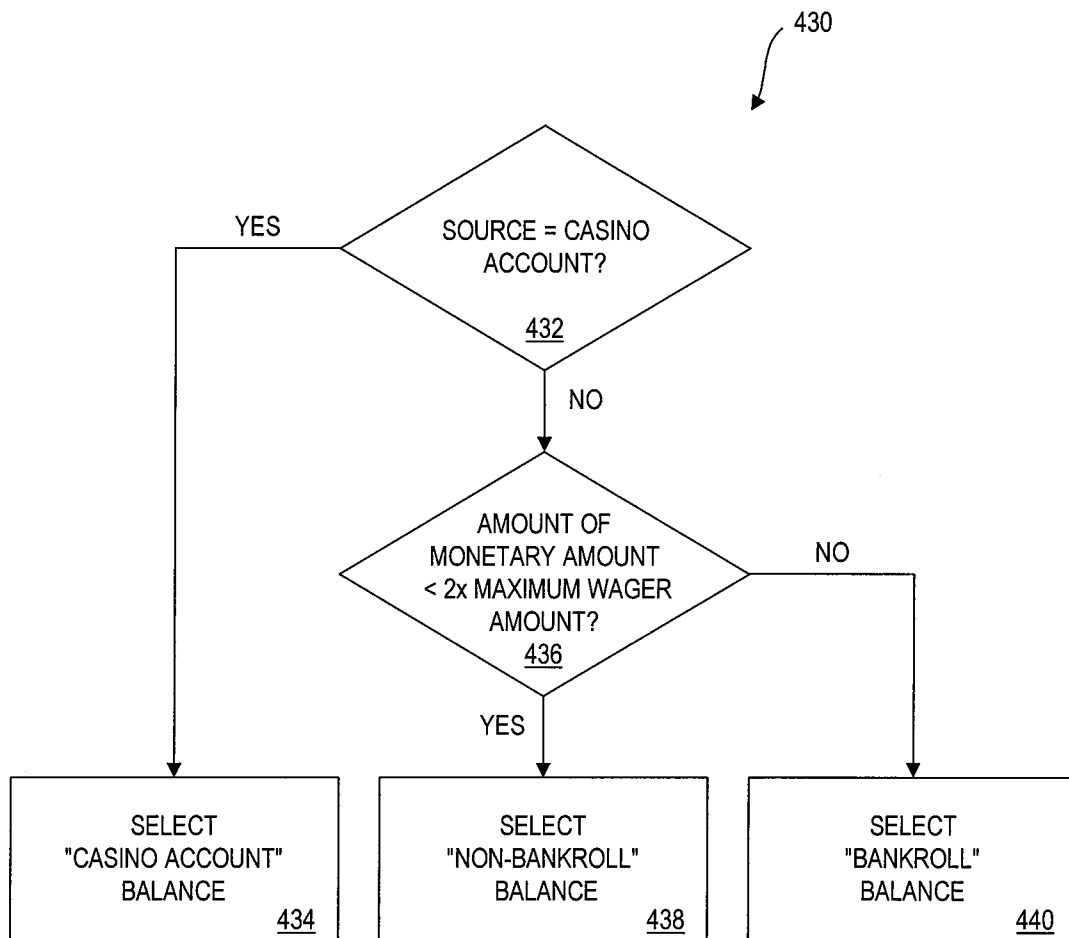 430
SOURCE = CASINO
ACCOUNT?
432
YES
NO
AMOUNT OF
MONETARY AMOUNT
< 2x MAXIMUM WAGER
AMOUNT?
436
NO
YES
SELECT
"CASINO ACCOUNT"
BALANCE
434
SELECT
"NON-BANKROLL"
BALANCE
438
SELECT
"BANKROLL"
BALANCE
440